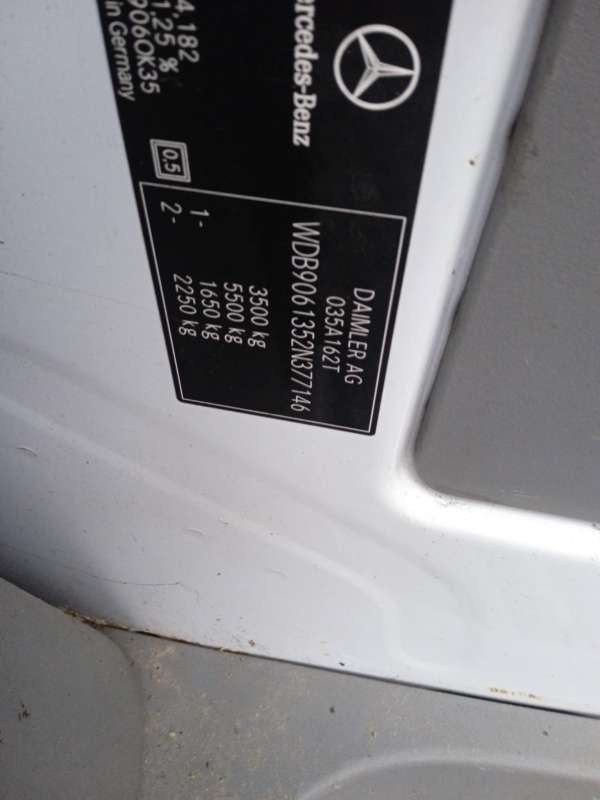 Mercedes-Benz
4,182
1,25 %
9060K35
in Germany
0.5
DAIMLER AG
035A162T
WDB9061352N377146
3500 kg
5500 kg
1- 1650 kg
2- 2250 kg